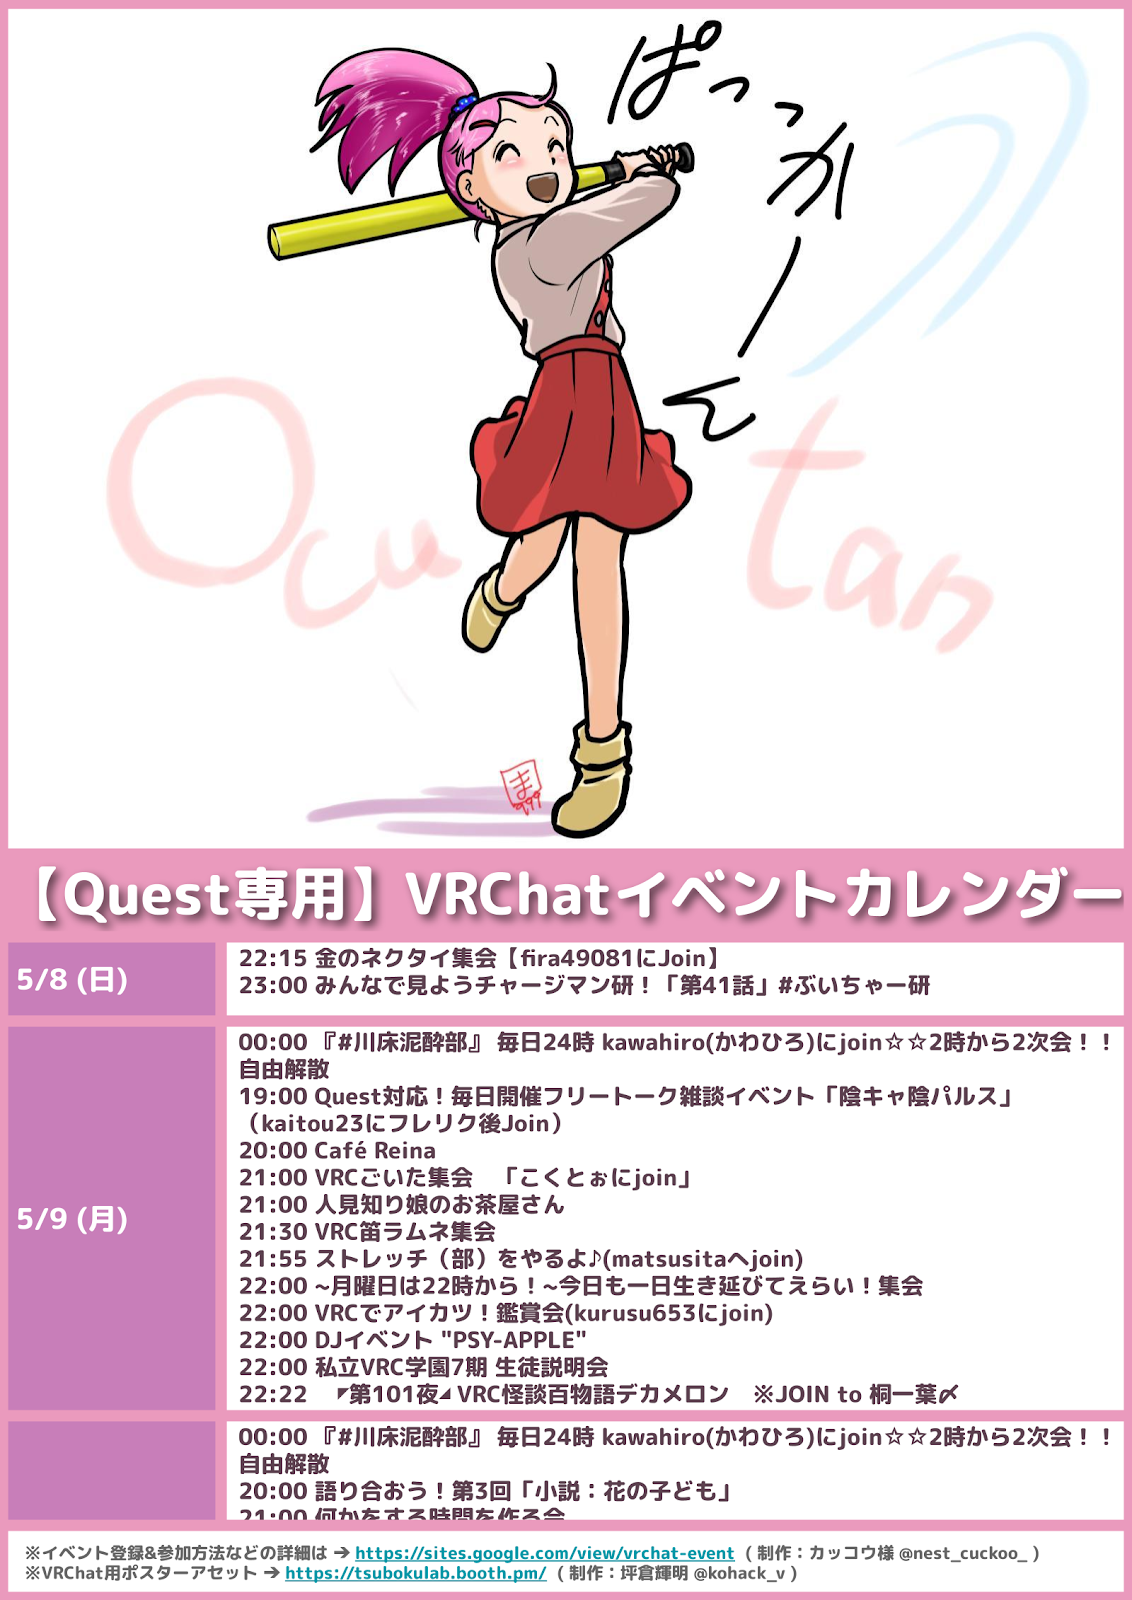 ぱっっかーん
Ocu tan
ま
999
【Quest専用】VRChatイベントカレンダー
5/8 (日)
22:15 金のネクタイ集会【fira49081にJoin】
23:00 みんなで見ようチャージマン研！「第41話」#ぶいちゃー研
5/9 (月)
00:00 『#川床泥酔部』 毎日24時 kawahiro(かわひろ)にjoin☆☆2時から2次会！！
自由解散
19:00 Quest対応！毎日開催フリートーク雑談イベント「陰キャ陰パルス」
（kaitou23にフレリク後Join）
20:00 Café Reina
21:00 VRCごいた集会　「こくとぉにjoin」
21:00 人見知り娘のお茶屋さん
21:30 VRC笛ラムネ集会
21:55 ストレッチ（部）をやるよ♪(matsusitaへjoin)
22:00 ~月曜日は22時から！~今日も一日生き延びてえらい！集会
22:00 VRCでアイカツ！鑑賞会(kurusu653にjoin)
22:00 DJイベント "PSY-APPLE"
22:00 私立VRC学園7期 生徒説明会
22:22 　◤第101夜◢ VRC怪談百物語デカメロン　※JOIN to 桐一葉〆
00:00 『#川床泥酔部』 毎日24時 kawahiro(かわひろ)にjoin☆☆2時から2次会！！
自由解散
20:00 語り合おう！第3回「小説：花の子ども」
21:00 何かをする時間を作る会
※イベント登録&参加方法などの詳細は ➔ https://sites.google.com/view/vrchat-event （ 制作：カッコウ様 @nest_cuckoo_ ）
※VRChat用ポスターアセット ➔ https://tsubokulab.booth.pm/ （ 制作：坪倉輝明 @kohack_v ）